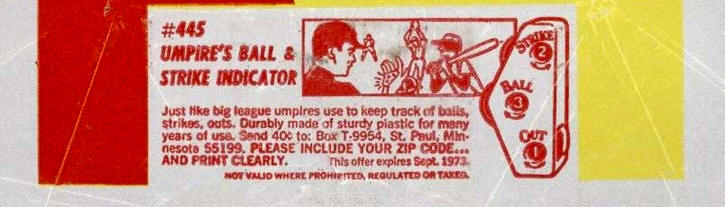 #445
UMPIRE'S BALL &
STRIKE INDICATOR
STRIKE
2
BALL
3
OUT
1
Just like big league umpires use to keep track of balls,
strikes, outs. Durably made of sturdy plastic for many
years of use. Send 40¢ to: Box T-9954, St. Paul, Min-
nesota 55199. PLEASE INCLUDE YOUR ZIP CODE...
AND PRINT CLEARLY. This offer expires Sept. 1973.
NOT VALID WHERE PROHIBITED, REGULATED OR TAXED.